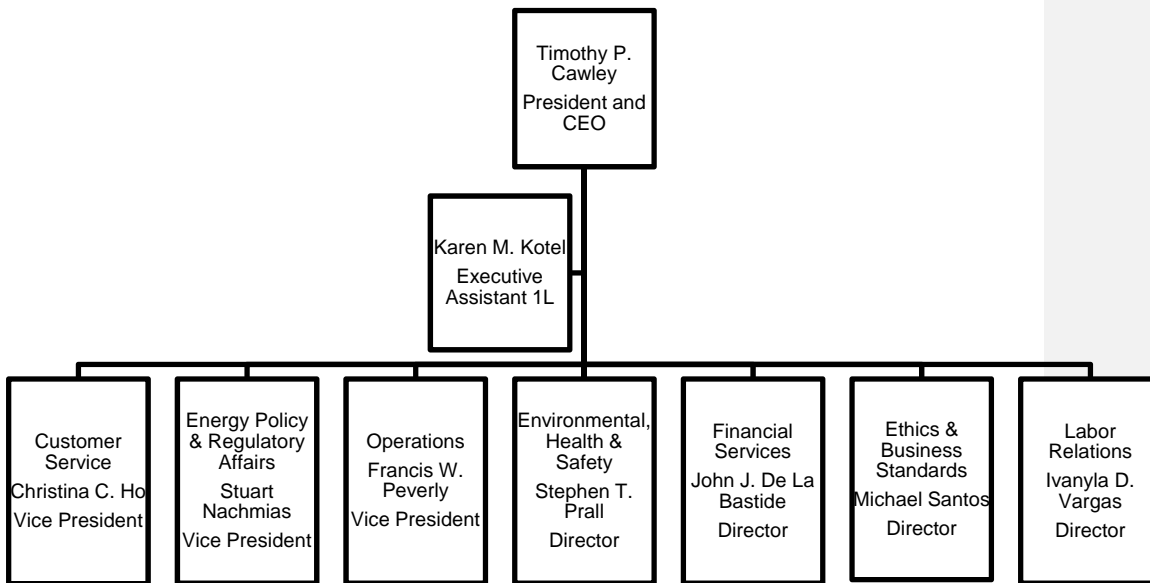 Timothy P.
Cawley
President and
CEO
Karen M. Kotel
Executive
Assistant 1L
Customer
Service
Christina C. Ho
Vice President
Energy Policy
& Regulatory
Affairs
Stuart
Nachmias
Vice President
Operations
Francis W.
Peverly
Vice President
Environmental,
Health &
Safety
Stephen T.
Prall
Director
Financial
Services
John J. De La
Bastide
Director
Ethics &
Business
Standards
Michael Santos
Director
Labor
Relations
Ivanyla D.
Vargas
Director